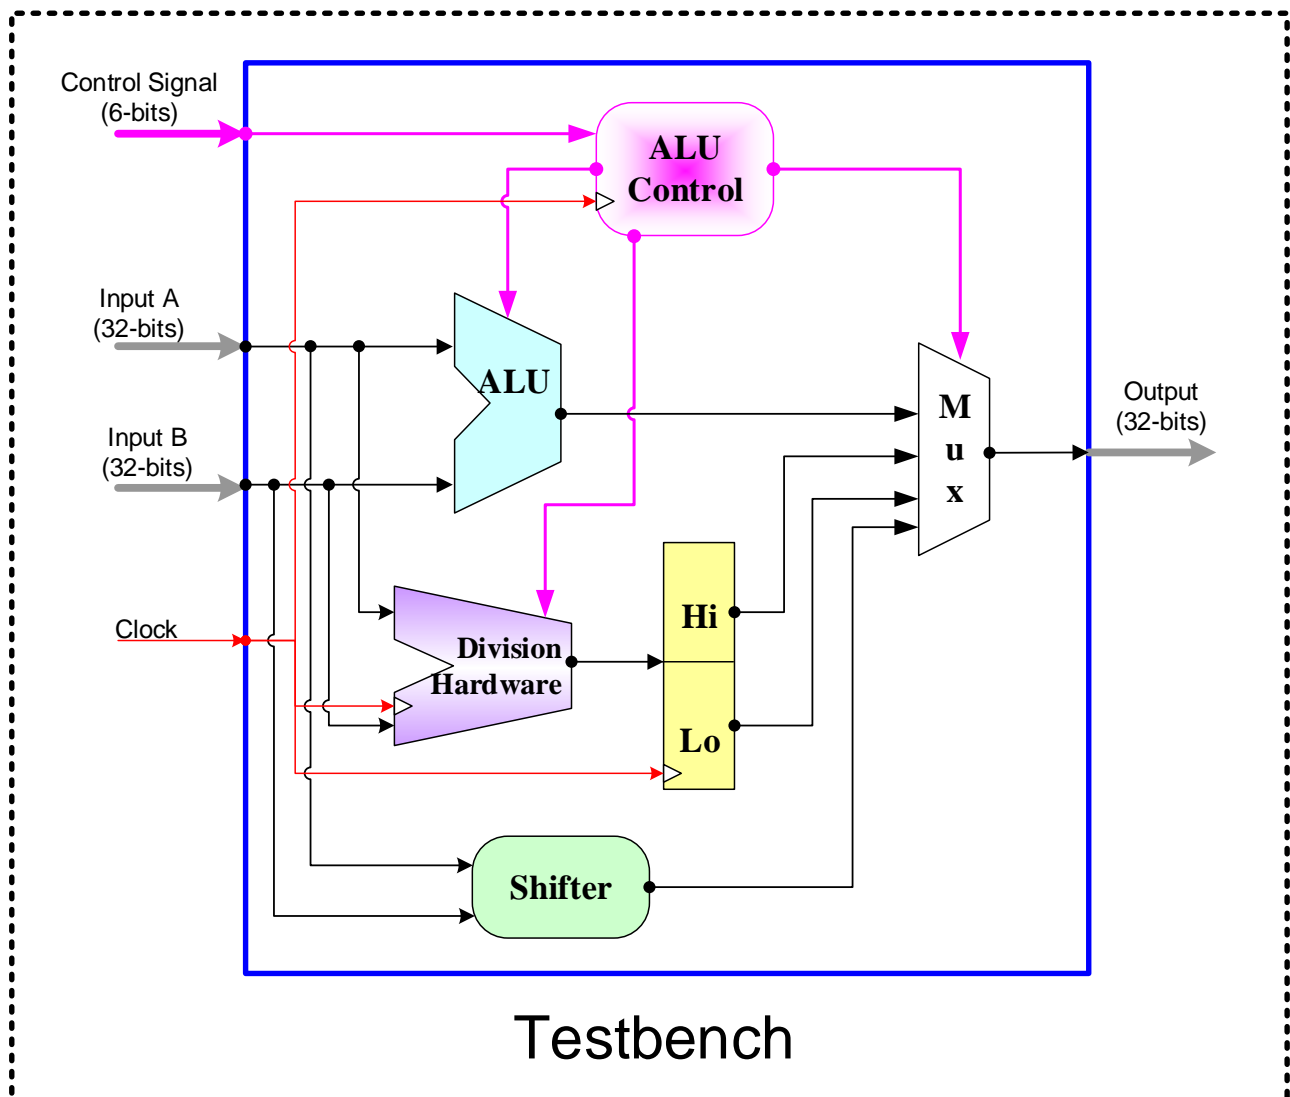 Control Signal
(6-bits)
ALU
Control
Input A
(32-bits)
ALU
Input B
(32-bits)
M
u
x
Output
(32-bits)
Clock
Division
Hardware
Hi
Lo
Shifter
Testbench